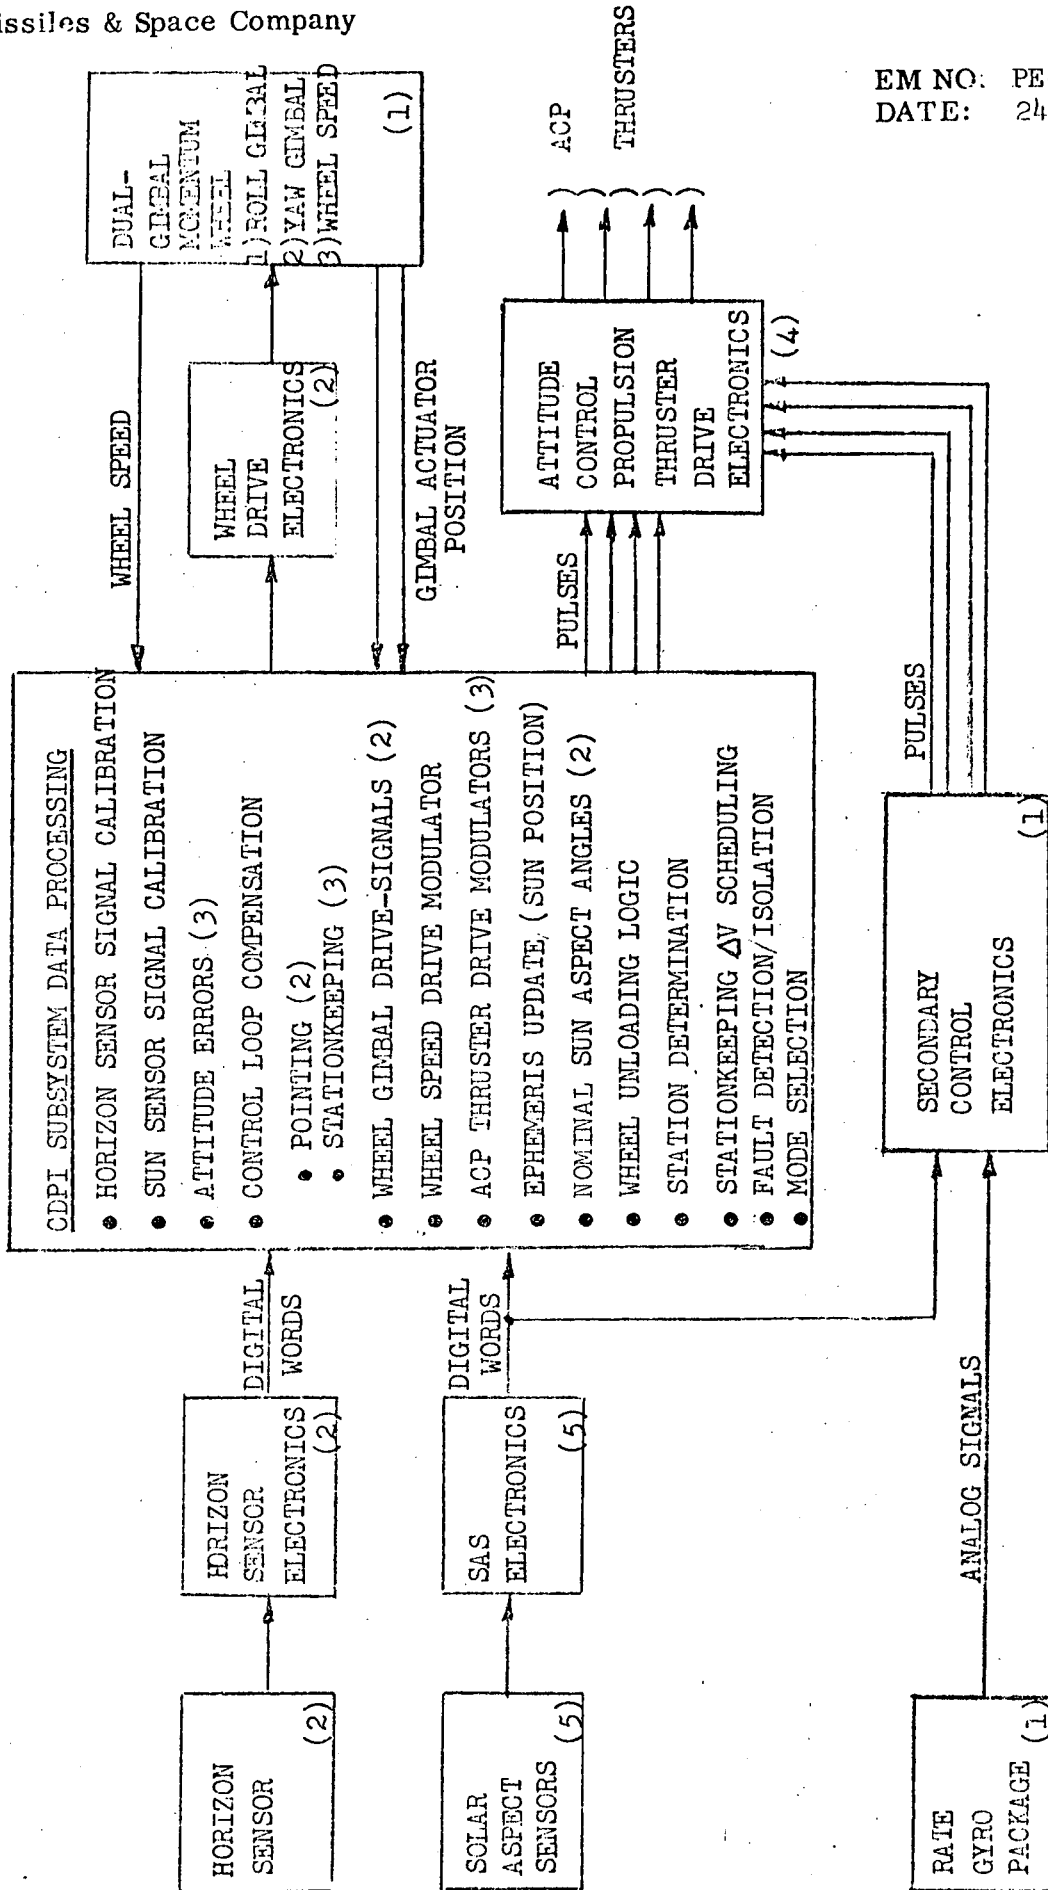 issiles & Space Company
EM NO: PE
DATE: 24
HORIZON
SENSOR
(2)
HORIZON
SENSOR
ELECTRONICS
(2)
DIGITAL
WORDS
SOLAR
ASPECT
SENSORS
(5)
SAS
ELECTRONICS
(5)
DIGITAL
WORDS
RATE
GYRO
PACKAGE (1)
ANALOG SIGNALS
CDPI SUBSYSTEM DATA PROCESSING
• HORIZON SENSOR SIGNAL CALIBRATION
• SUN SENSOR SIGNAL CALIBRATION
• ATTITUDE ERRORS (3)
• CONTROL LOOP COMPENSATION
• POINTING (2)
• STATIONKEEPING (3)
• WHEEL GIMBAL DRIVE-SIGNALS (2)
• WHEEL SPEED DRIVE MODULATOR
• ACP THRUSTER DRIVE MODULATORS (3)
• EPHEMERIS UPDATE, (SUN POSITION)
• NOMINAL SUN ASPECT ANGLES (2)
• WHEEL UNLOADING LOGIC
• STATION DETERMINATION
• STATIONKEEPING ΔV SCHEDULING
• FAULT DETECTION/ISOLATION
• MODE SELECTION
SECONDARY
CONTROL
ELECTRONICS
(1)
WHEEL SPEED
WHEEL
DRIVE
ELECTRONICS
(2)
GIMBAL ACTUATOR
POSITION
DUAL-
GIMBAL
MOMENTUM
WHEEL
1)ROLL GIMBAL
2)YAW GIMBAL
3)WHEEL SPEED
(1)
PULSES
ATTITUDE
CONTROL
PROPULSION
THRUSTER
DRIVE
ELECTRONICS
(4)
PULSES
ACP
THRUSTERS